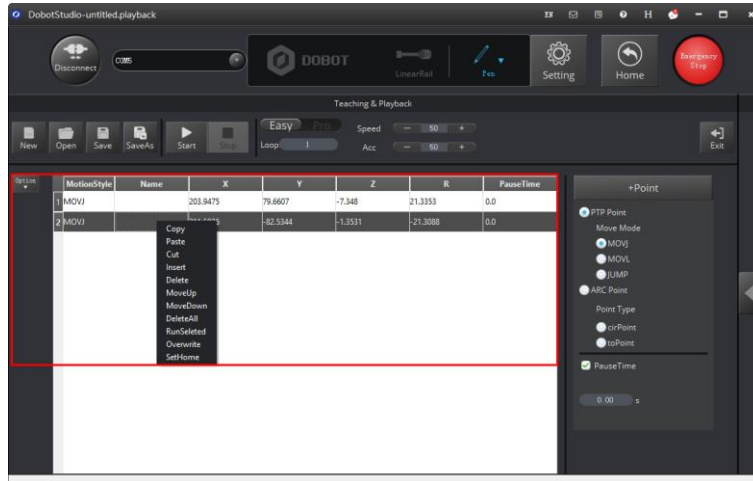 DobotStudio-untitled.playback
Disconnect
COM5
DOBOT
LinearRail
Pen
Setting
Home
Emergency
Stop
Teaching & Playback
New
Open
Save
SaveAs
Start
Stop
Easy
Pro
Loop
1
Speed
50
Acc
50
Exit
Option
MotionStyle Name X Y Z R PauseTime
1 MOVJ 203.9475 79.6607 -7.348 21.3353 0.0
2 MOVJ -82.5344 -1.3531 -21.3088 0.0
Copy
Paste
Cut
Insert
Delete
MoveUp
MoveDown
DeleteAll
RunSeleted
Overwrite
SetHome
+Point
PTP Point
Move Mode
MOVJ
MOVL
JUMP
ARC Point
Point Type
cirPoint
toPoint
PauseTime
0.00 s